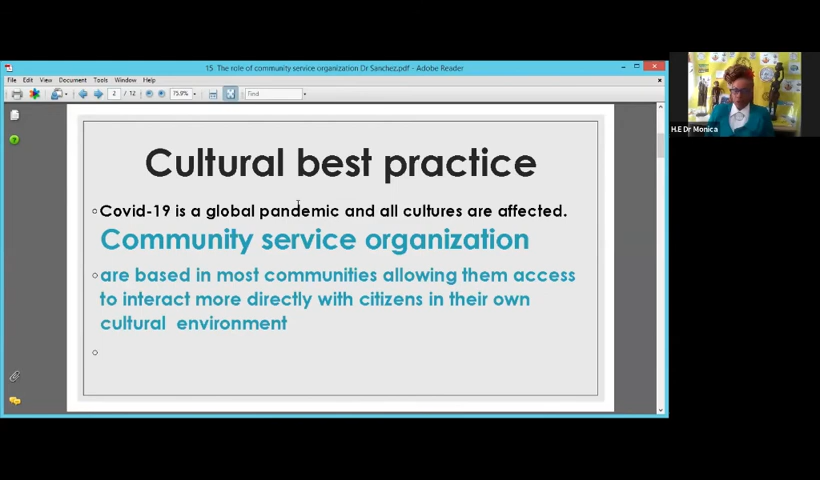 15 The role of community service organization Dr Sanchez.pdf - Adobe Reader
File Edit View Document Tools Window Help
2 / 12 75.9% Find
Cultural best practice
Covid-19 is a global pandemic and all cultures are affected.
Community service organization
are based in most communities allowing them access
to interact more directly with citizens in their own
cultural environment
H.E Dr Monica